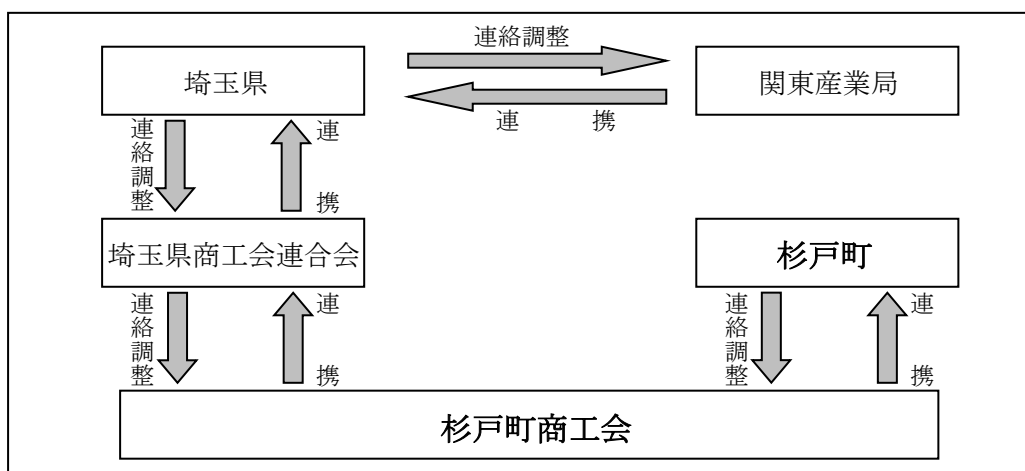 連絡調整
埼玉県
関東産業局
連携
連絡調整
連携
埼玉県商工会連合会
杉戸町
連絡調整
連携
連絡調整
連携
杉戸町商工会